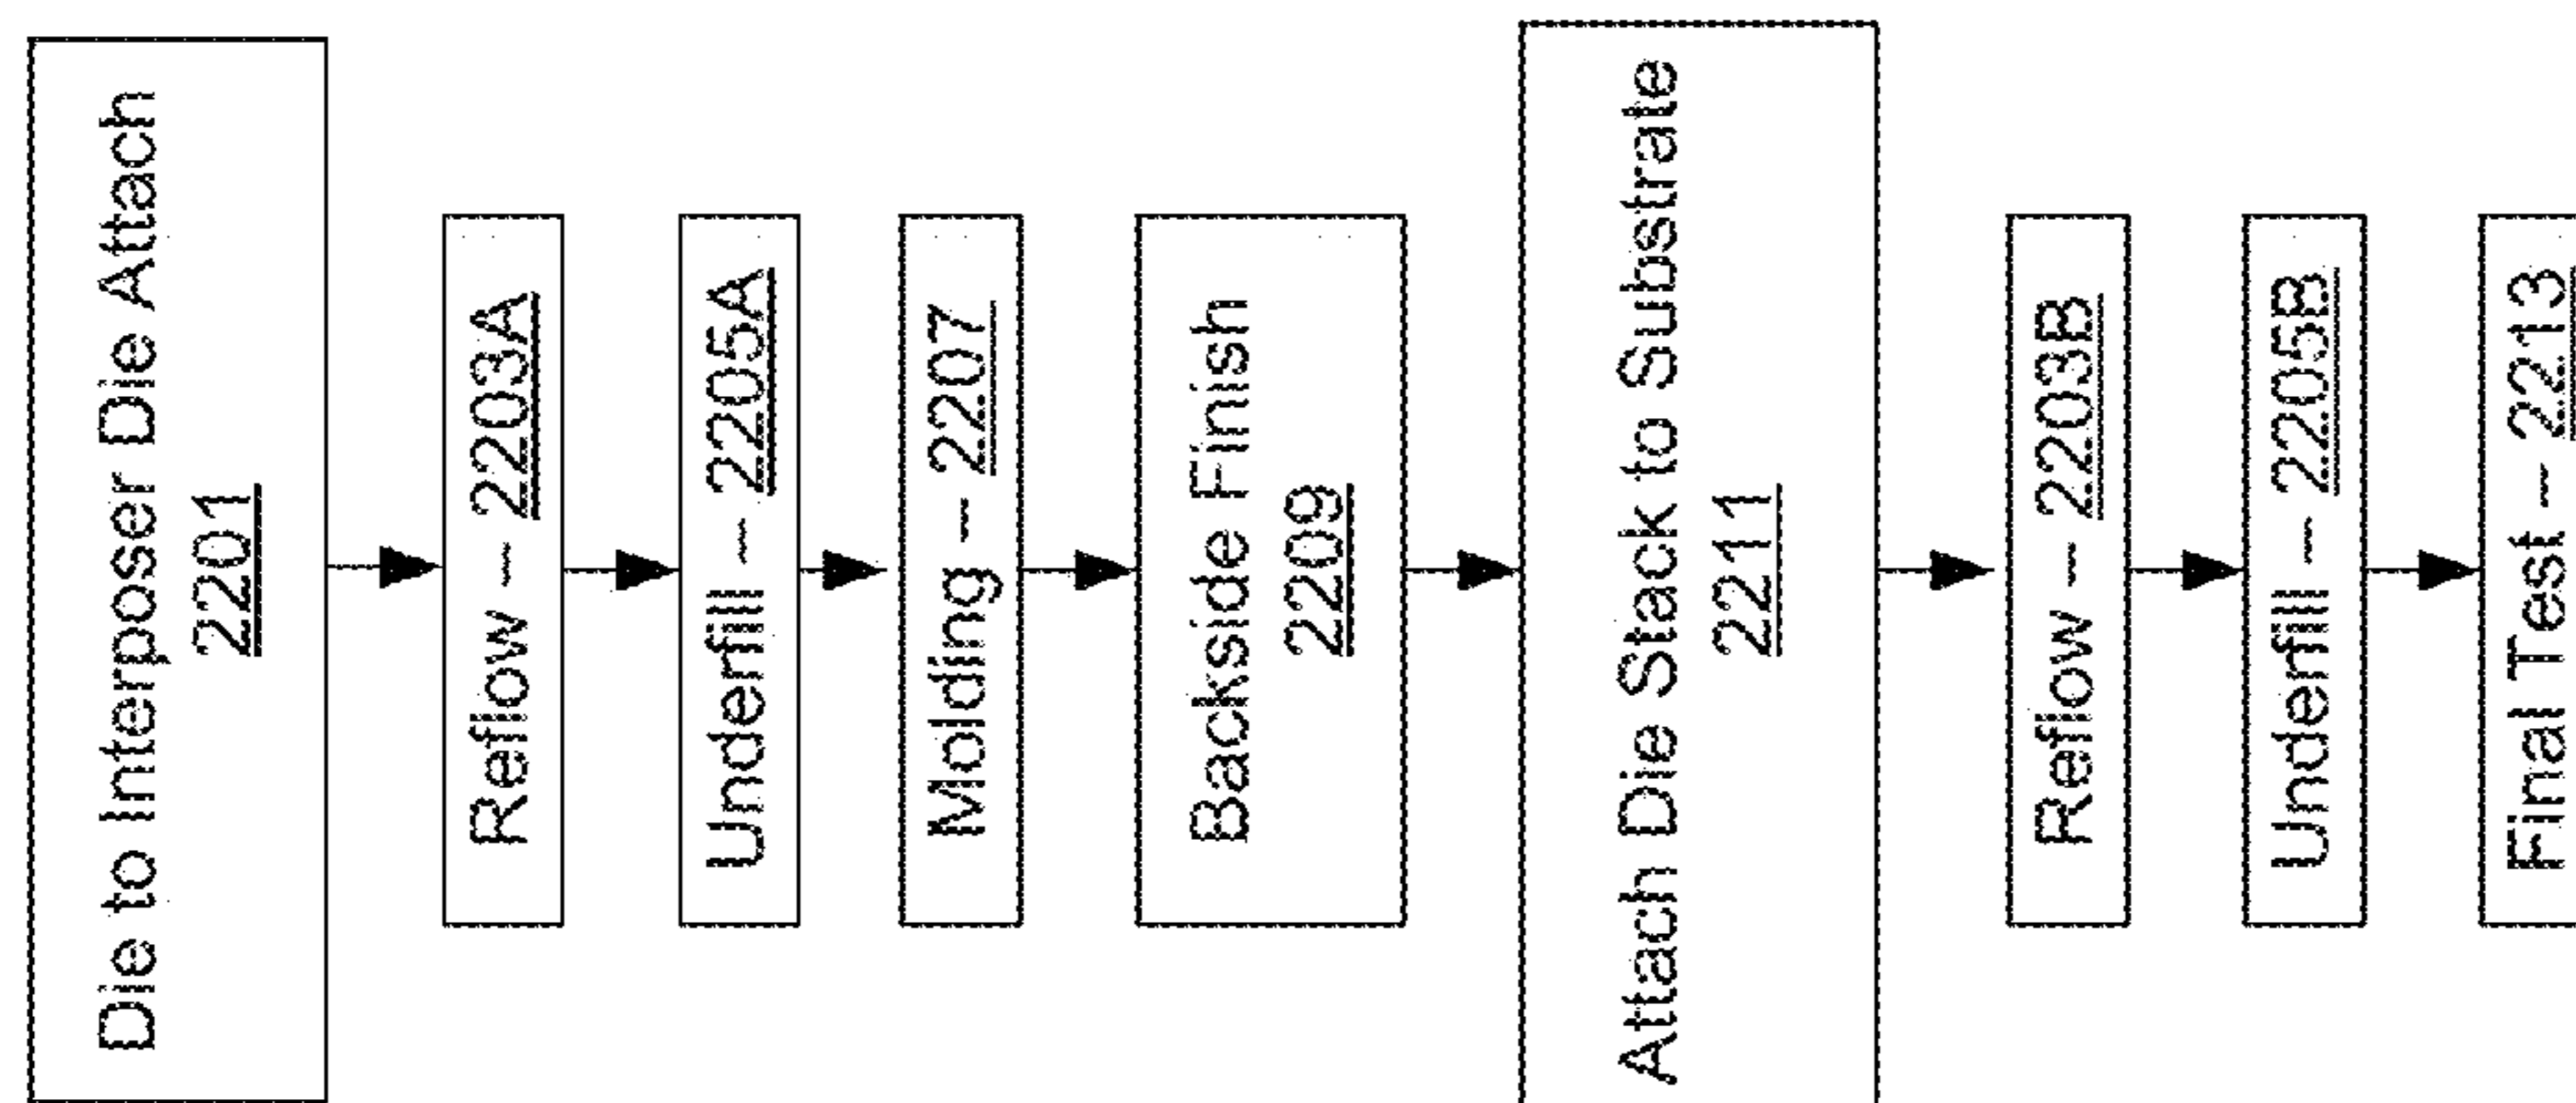 Die to Interposer Die Attach
2201
Reflow – 2203A
Underfill – 2205A
Molding – 2207
Backside Finish
2209
Attach Die Stack to Substrate
2211
Reflow – 2203B
Underfill – 2205B
Final Test – 2213